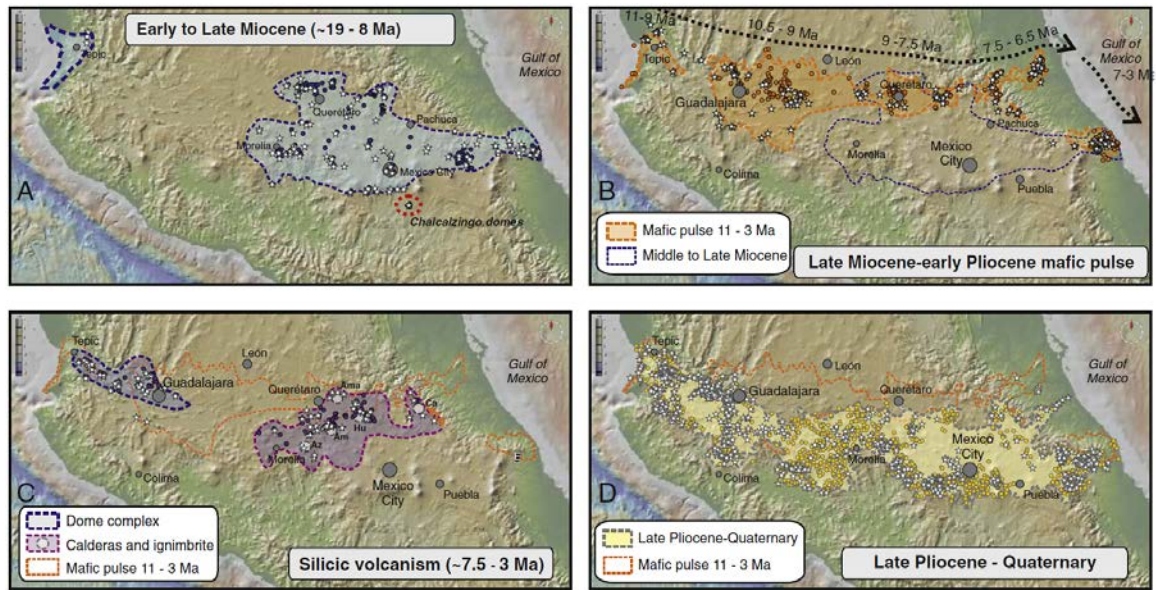 Early to Late Miocene (~19 - 8 Ma)
Tepic
Gulf of
Mexico
Querétaro
Pachuca
Morelia
Mexico City
Chalcalzingo domes
A
11-9 Ma
10.5 - 9 Ma
9 -7.5 Ma
7.5 - 6.5 Ma
7-3 Ma
Tepic
León
Gulf of
Mexico
Guadalajara
Querétaro
Pachuca
Morelia
Mexico
City
Colima
Puebla
B
Mafic pulse 11 - 3 Ma
Middle to Late Miocene
Late Miocene-early Pliocene mafic pulse
Tepic
León
Gulf of
Mexico
Guadalajara
Querétaro
Ama
Hu
Am
Az
Morelia
Colima
Mexico
City
Puebla
C
Dome complex
Calderas and ignimbrite
Mafic pulse 11 - 3 Ma
Silicic volcanism (~7.5 - 3 Ma)
Tepic
León
Gulf of
Mexico
Guadalajara
Querétaro
Mexico
City
Morelia
Colima
Puebla
D
Late Pliocene-Quaternary
Mafic pulse 11 - 3 Ma
Late Pliocene - Quaternary